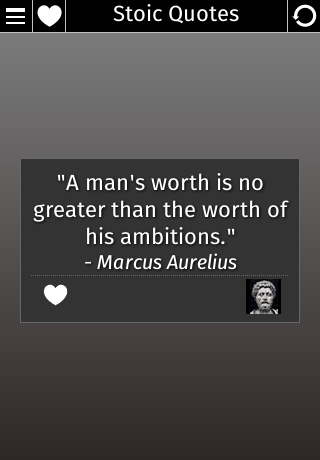 Stoic Quotes
"A man's worth is no
greater than the worth of
his ambitions."
- Marcus Aurelius